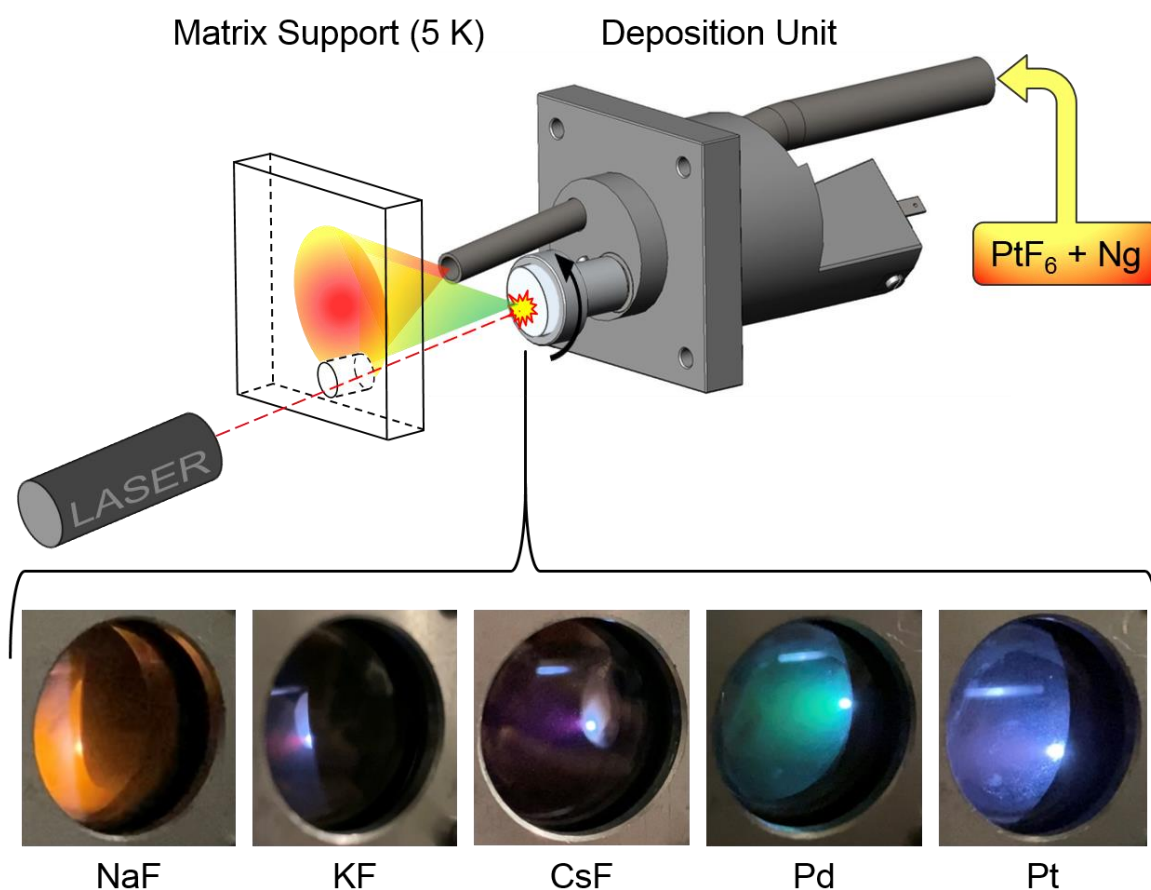 Matrix Support (5 K)
Deposition Unit
PtF₆ + Ng
LASER
NaF
KF
CsF
Pd
Pt